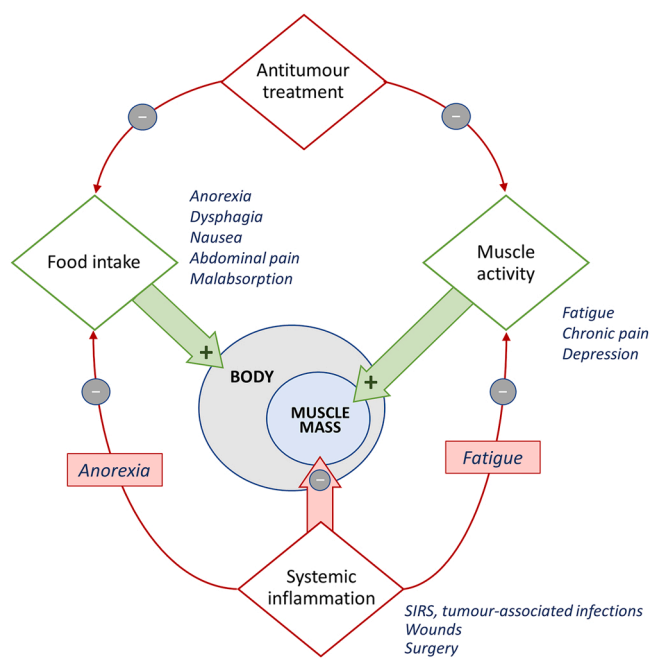 Antitumour
treatment
–
–
Anorexia
Dysphagia
Nausea
Abdominal pain
Malabsorption
Food intake
Muscle
activity
Fatigue
Chronic pain
Depression
+
+
BODY
MUSCLE
MASS
–
–
Anorexia
Fatigue
–
Systemic
inflammation
SIRS, tumour-associated infections
Wounds
Surgery